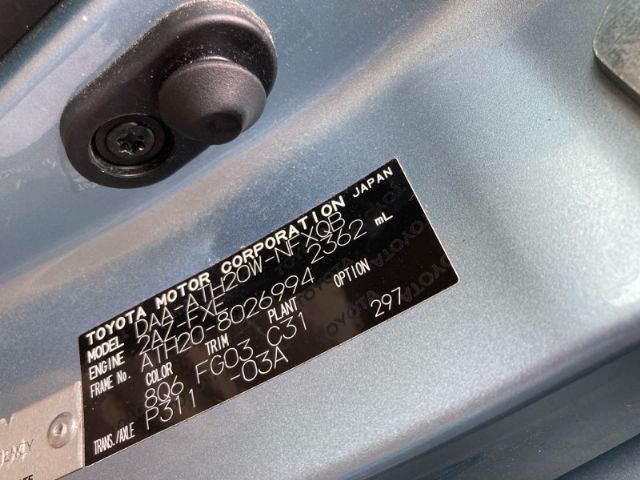 TOYOTA MOTOR CORPORATION JAPAN
MODEL DAA-ATH20W-NFXQB
ENGINE 2AZ-FXE 2362 mL
FRAME No. ATH20-8026994
COLOR TRIM PLANT OPTION
8Q6 FG03 C31 297
TRANS./AXLE P311 -03A